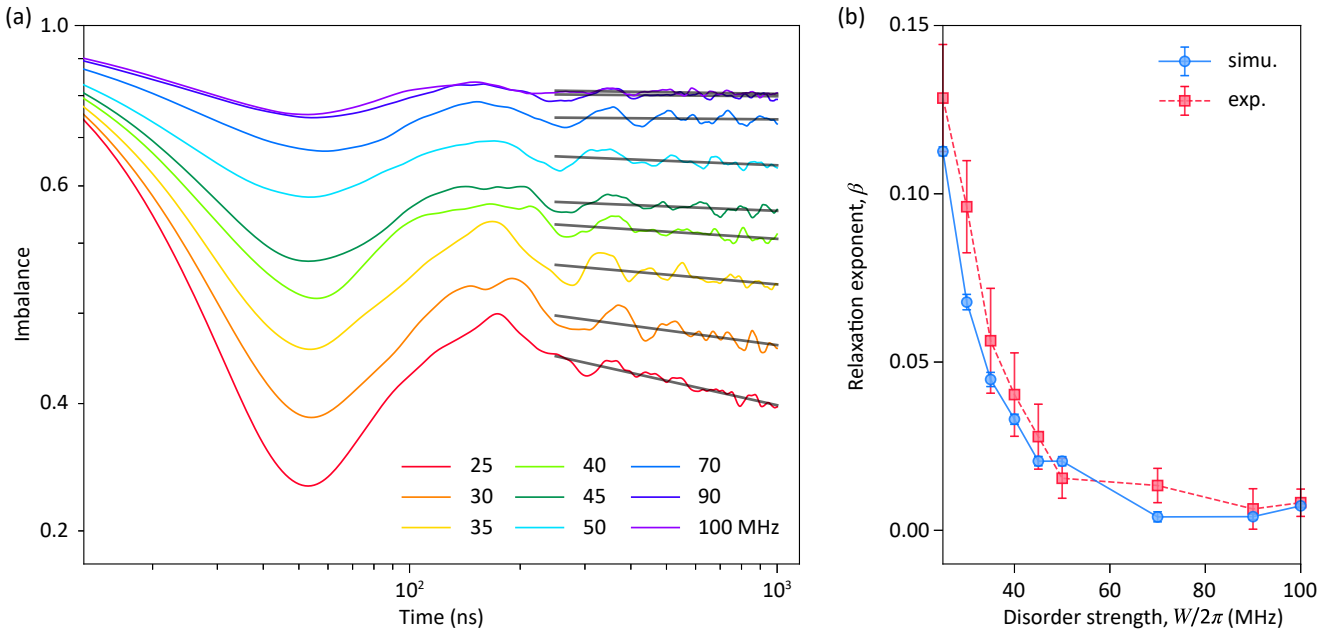 (a)
1.0
0.6
0.4
0.2
Imbalance
25 40 70
30 45 90
35 50 100 MHz
10²
10³
Time (ns)
(b)
0.15
0.10
0.05
0.00
Relaxation exponent, β
simu.
exp.
40 60 80 100
Disorder strength, W/2π (MHz)